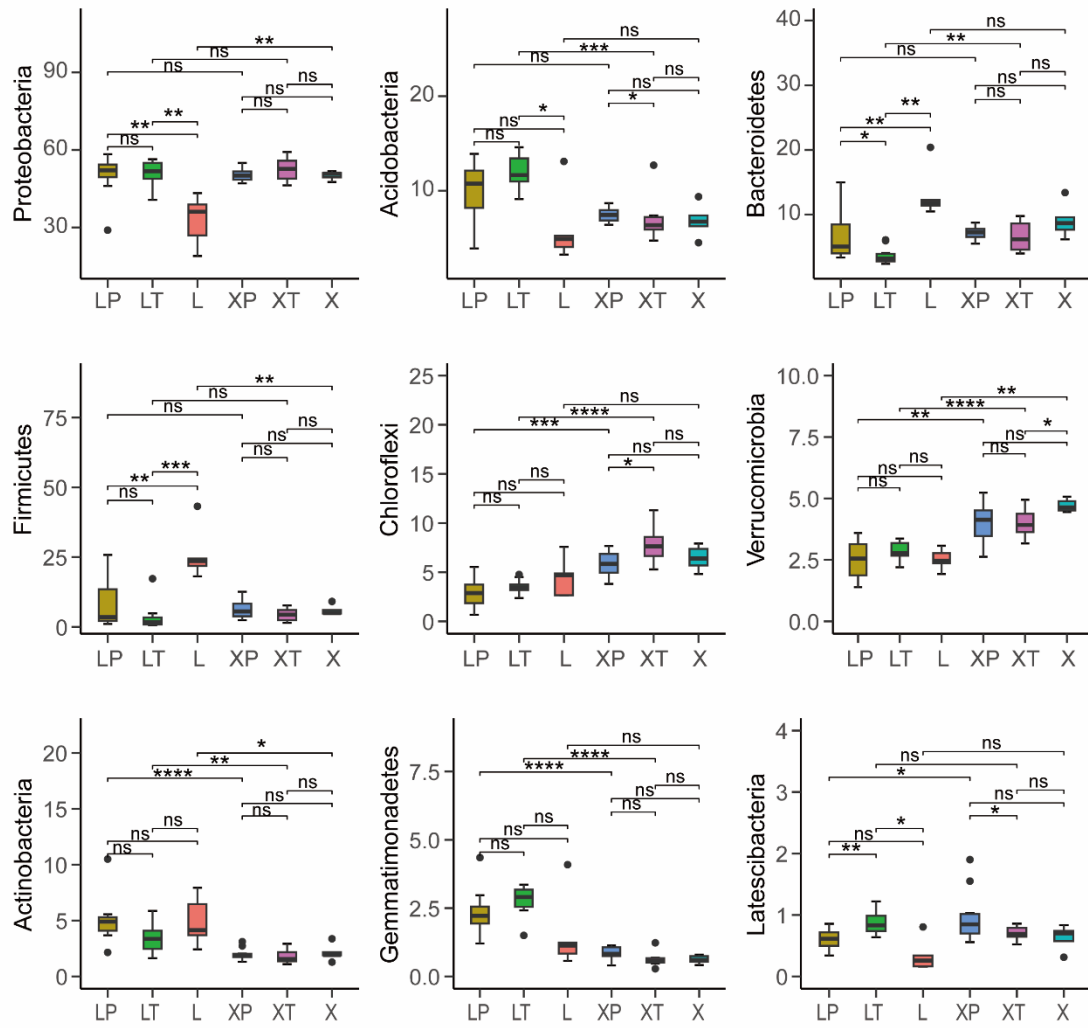 Proteobacteria
90
60
30
**
ns
ns
ns
ns
ns
**
**
ns
LP LT L XP XT X
Acidobacteria
20
10
ns
***
ns
ns
ns
*
*
ns
ns
LP LT L XP XT X
Bacteroidetes
40
30
20
10
ns
**
ns
ns
ns
ns
**
**
*
LP LT L XP XT X
Firmicutes
75
50
25
0
**
ns
ns
ns
ns
ns
***
**
ns
LP LT L XP XT X
Chloroflexi
25
20
15
10
5
0
ns
****
***
ns
ns
*
ns
ns
ns
LP LT L XP XT X
Verrucomicrobia
10.0
7.5
5.0
2.5
0.0
**
****
**
*
ns
ns
ns
ns
ns
LP LT L XP XT X
Actinobacteria
20
15
10
5
0
*
**
****
ns
ns
ns
ns
ns
ns
LP LT L XP XT X
Gemmatimonadetes
7.5
5.0
2.5
0.0
ns
****
****
ns
ns
ns
ns
ns
ns
LP LT L XP XT X
Latescibacteria
4
3
2
1
0
ns
ns
*
ns
ns
*
*
ns
**
LP LT L XP XT X